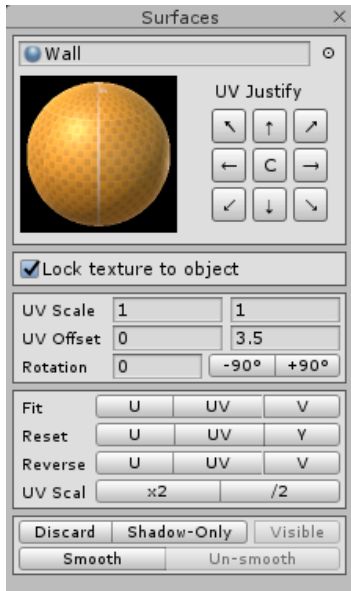 Surfaces ×
Wall
UV Justify
↖ ↑ ↗
← C →
↙ ↓ ↘
Lock texture to object
UV Scale 1 1
UV Offset 0 3.5
Rotation 0 -90° +90°
Fit U UV V
Reset U UV Y
Reverse U UV V
UV Scal x2 /2
Discard Shadow-Only Visible
Smooth Un-smooth